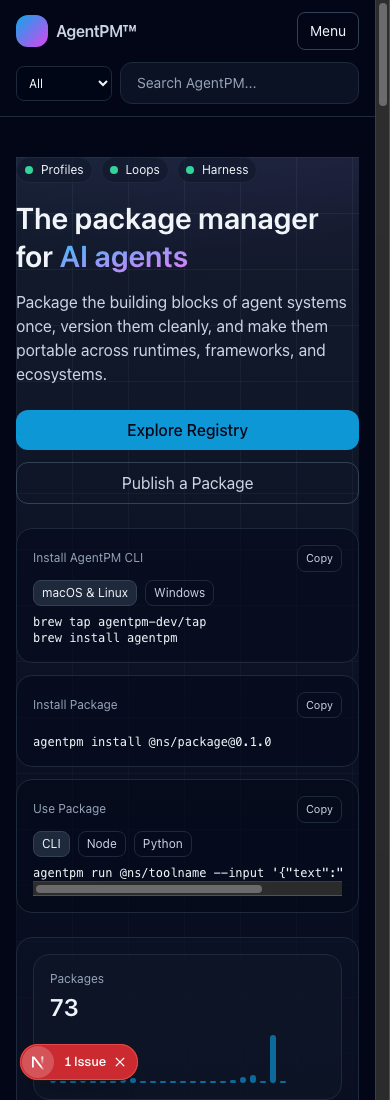 AgentPM™
Menu
All
Search AgentPM...
Profiles
Loops
Harness
The package manager
for AI agents
Package the building blocks of agent systems
once, version them cleanly, and make them
portable across runtimes, frameworks, and
ecosystems.
Explore Registry
Publish a Package
Install AgentPM CLI
Copy
macOS & Linux
Windows
brew tap agentpm-dev/tap
brew install agentpm
Install Package
Copy
agentpm install @ns/package@0.1.0
Use Package
Copy
CLI
Node
Python
agentpm run @ns/toolname --input '{"text":"
Packages
73
N
1 Issue